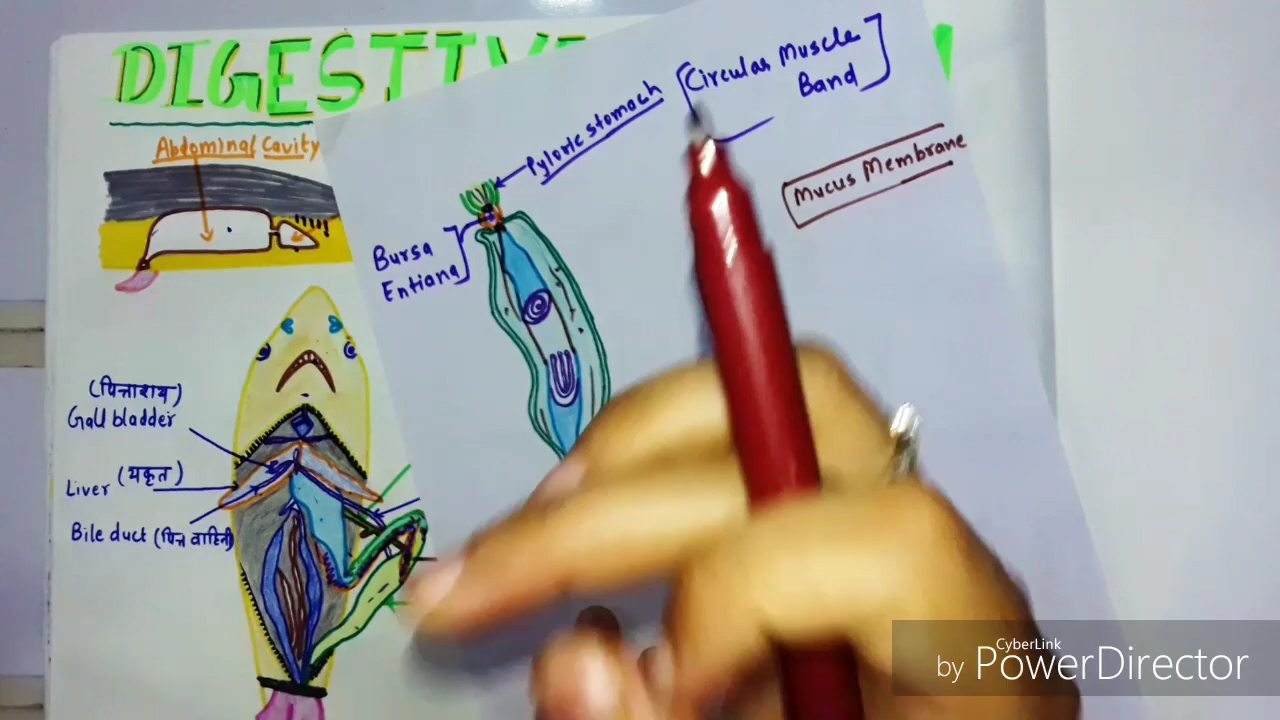 DIGESTIV
Abdominal Cavity
Pyloric stomach
Circular Muscle
Band
Mucus Membrane
Bursa
Entiana
(पित्ताशय)
Gall bladder
Liver (यकृत)
Bile duct (पित्त वाहिनी)
CyberLink
by PowerDirector